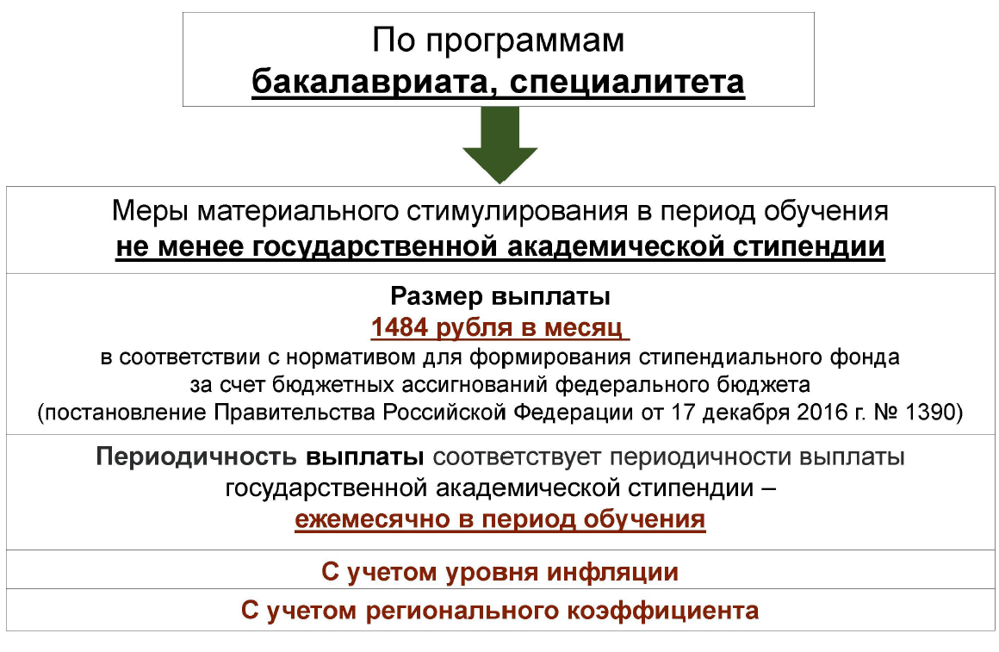 По программам
бакалавриата, специалитета
Меры материального стимулирования в период обучения
не менее государственной академической стипендии
Размер выплаты
1484 рубля в месяц
в соответствии с нормативом для формирования стипендиального фонда
за счет бюджетных ассигнований федерального бюджета
(постановление Правительства Российской Федерации от 17 декабря 2016 г. № 1390)
Периодичность выплаты соответствует периодичности выплаты
государственной академической стипендии –
ежемесячно в период обучения
С учетом уровня инфляции
С учетом регионального коэффициента